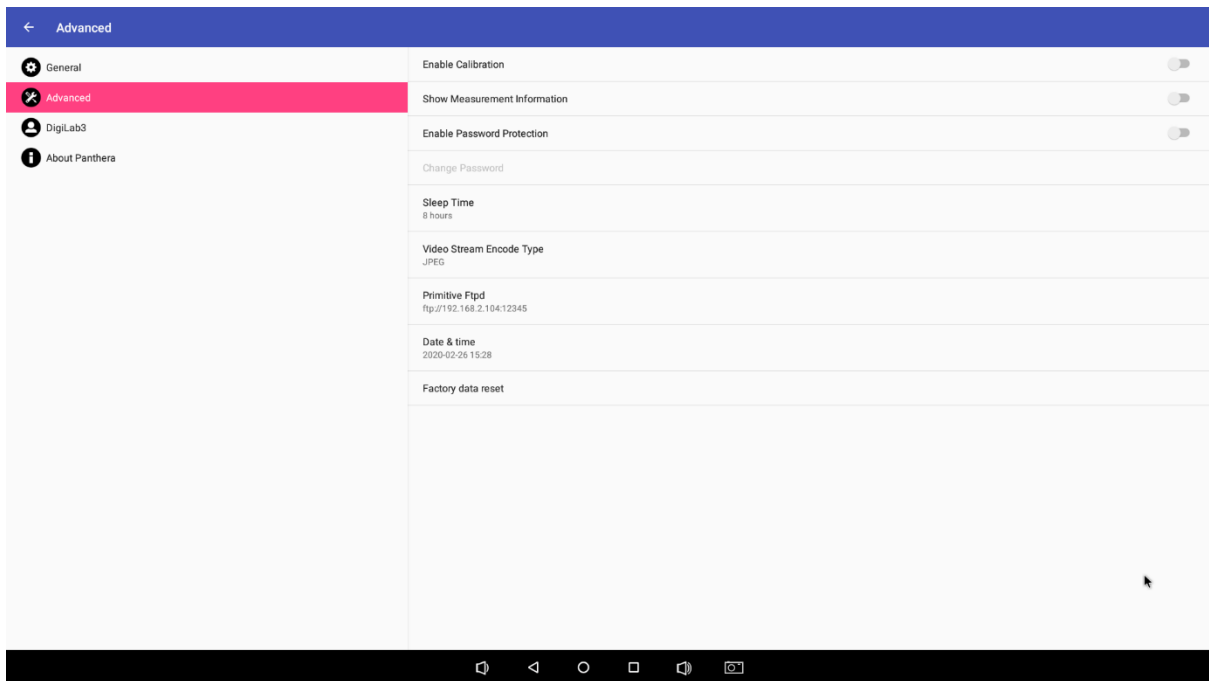 Advanced
General
Advanced
DigiLab3
About Panthera
Enable Calibration
Show Measurement Information
Enable Password Protection
Change Password
Sleep Time
8 hours
Video Stream Encode Type
JPEG
Primitive Ftpd
ftp://192.168.2.104:12345
Date & time
2020-02-26 15:28
Factory data reset